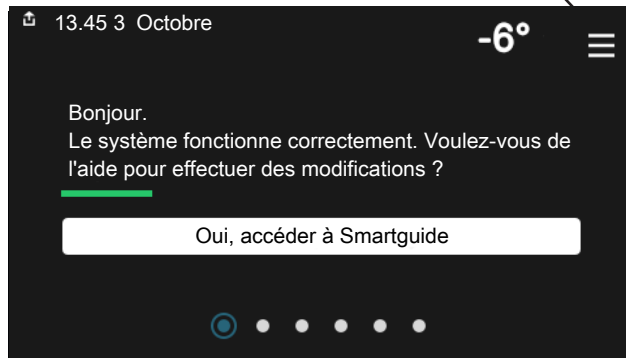 13.45 3 Octobre
-6°
Bonjour.
Le système fonctionne correctement. Voulez-vous de
l'aide pour effectuer des modifications ?
Oui, accéder à Smartguide